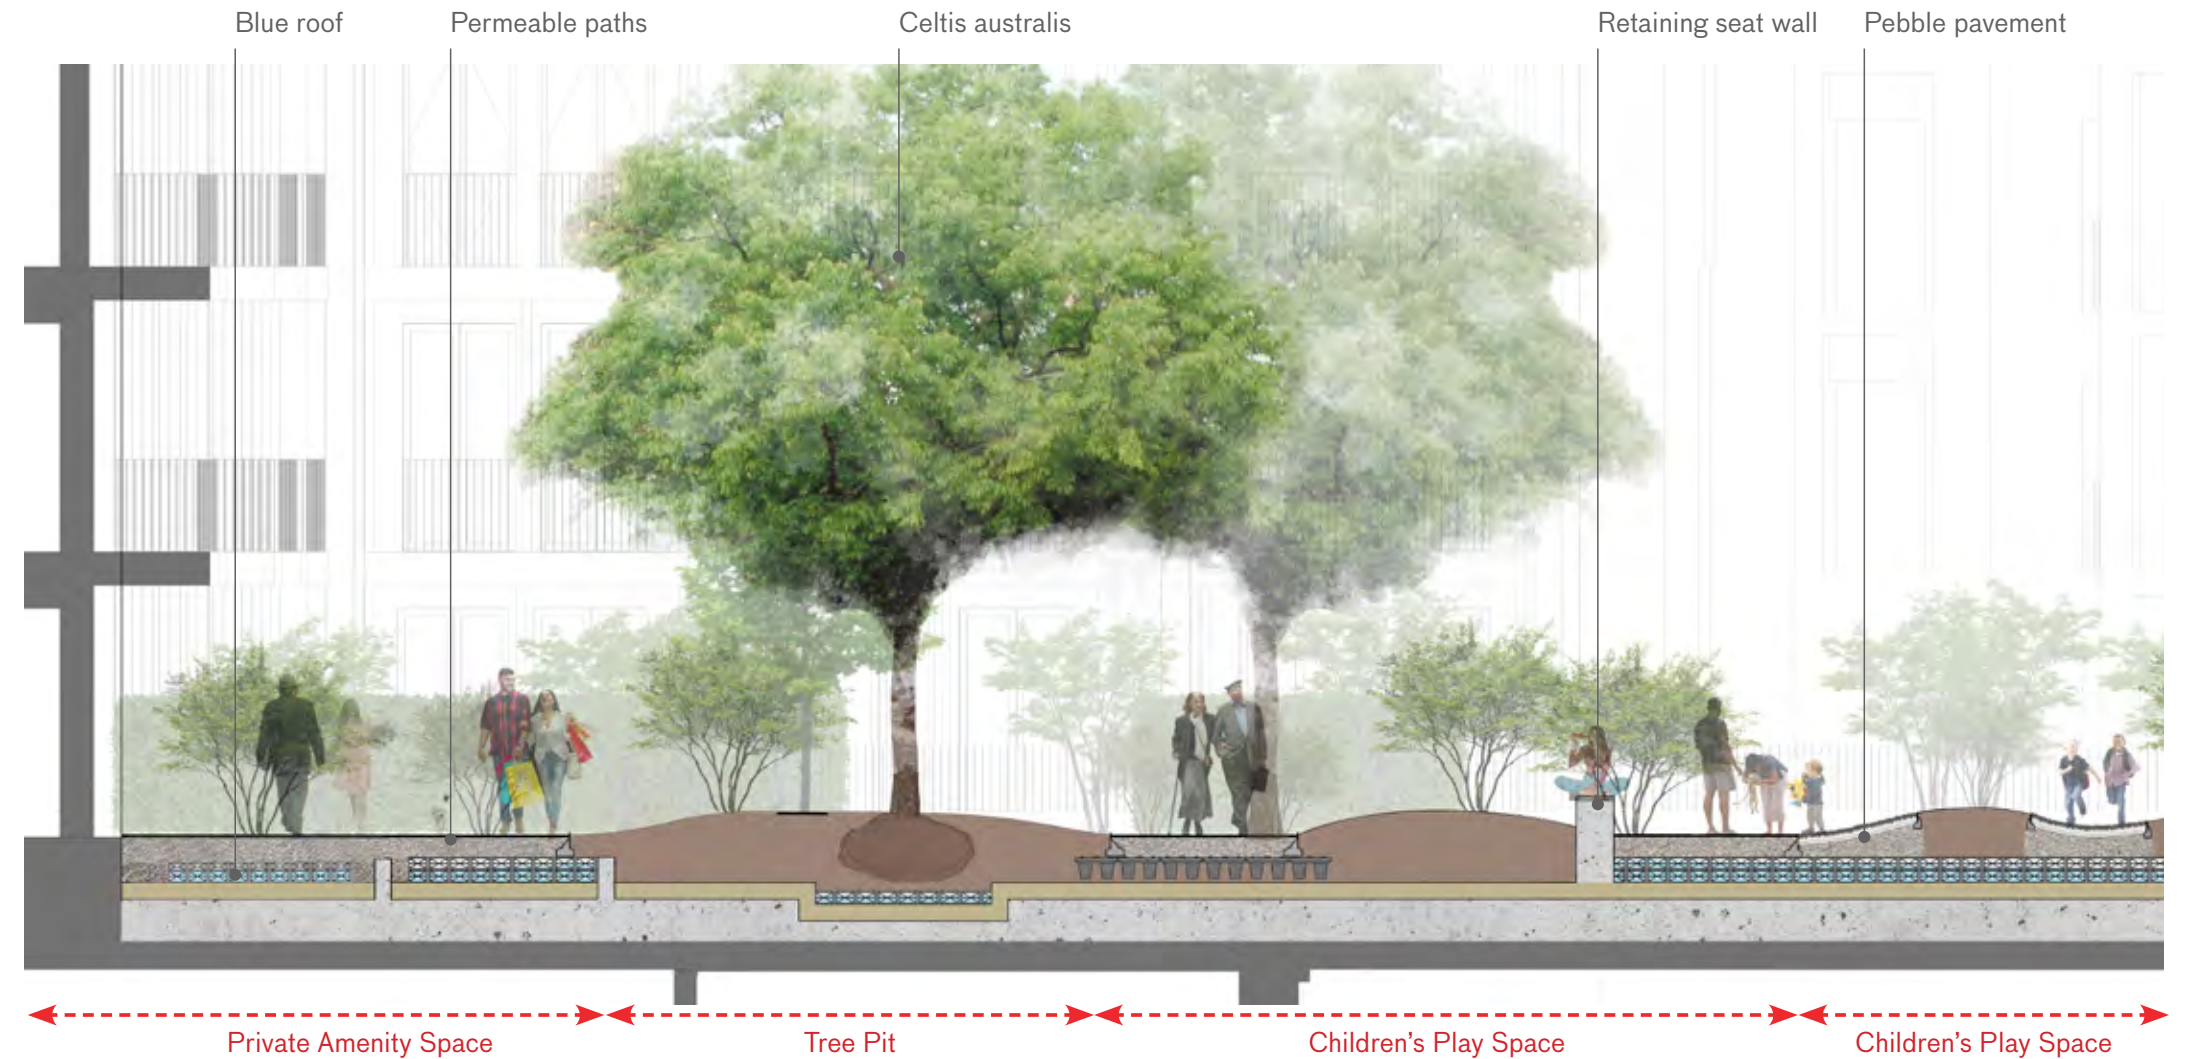 Blue roof
Permeable paths
Celtis australis
Retaining seat wall
Pebble pavement
Private Amenity Space
Tree Pit
Children's Play Space
Children's Play Space